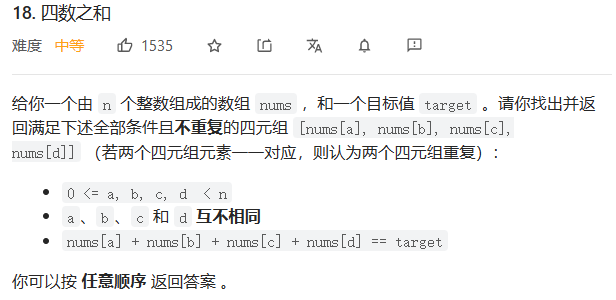 18. 四数之和
难度 中等 1535
给你一个由 n 个整数组成的数组 nums ，和一个目标值 target 。请你找出并返
回满足下述全部条件且不重复的四元组 [nums[a], nums[b], nums[c],
nums[d]] （若两个四元组元素一一对应，则认为两个四元组重复）：
0 <= a, b, c, d < n
a 、 b 、 c 和 d 互不相同
nums[a] + nums[b] + nums[c] + nums[d] == target
你可以按 任意顺序 返回答案 。